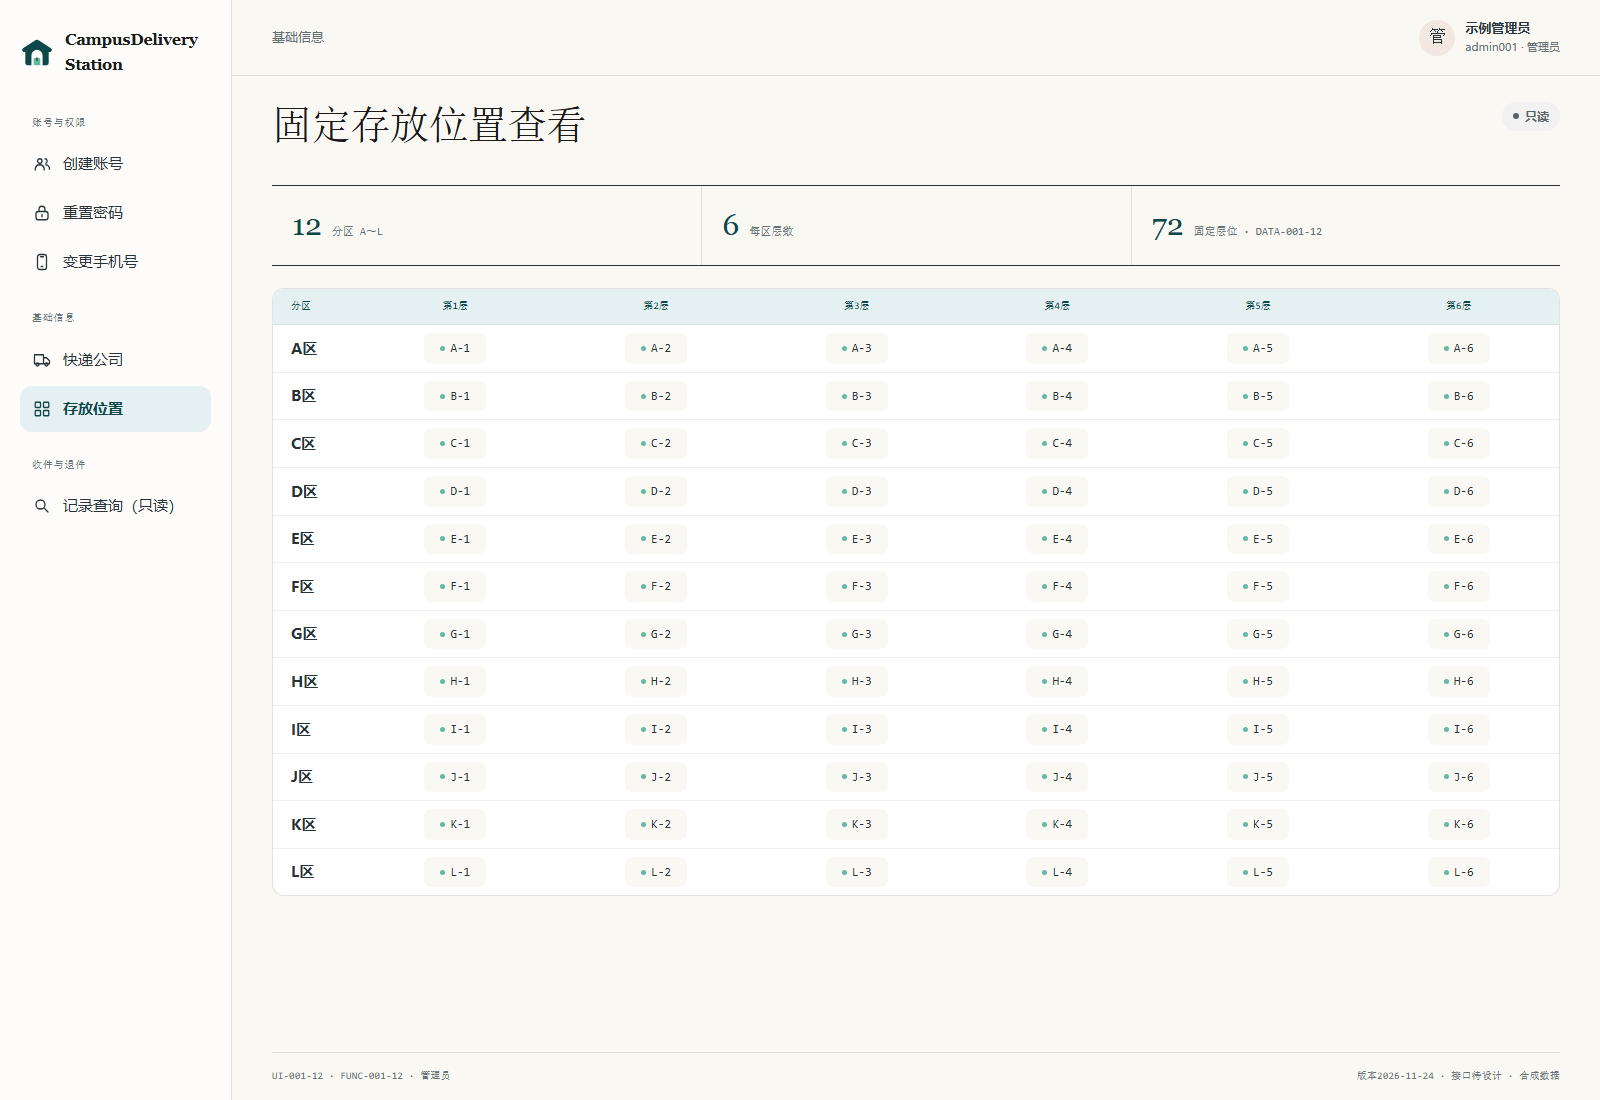 CampusDelivery
Station
账号与权限
创建账号
重置密码
变更手机号
基础信息
快递公司
存放位置
收件与退件
记录查询（只读）
基础信息
管
示例管理员
admin001 · 管理员
固定存放位置查看
只读
12 分区 A～L
6 每区层数
72 固定层位 · DATA-001-12
分区 第1层 第2层 第3层 第4层 第5层 第6层
A区 A-1 A-2 A-3 A-4 A-5 A-6
B区 B-1 B-2 B-3 B-4 B-5 B-6
C区 C-1 C-2 C-3 C-4 C-5 C-6
D区 D-1 D-2 D-3 D-4 D-5 D-6
E区 E-1 E-2 E-3 E-4 E-5 E-6
F区 F-1 F-2 F-3 F-4 F-5 F-6
G区 G-1 G-2 G-3 G-4 G-5 G-6
H区 H-1 H-2 H-3 H-4 H-5 H-6
I区 I-1 I-2 I-3 I-4 I-5 I-6
J区 J-1 J-2 J-3 J-4 J-5 J-6
K区 K-1 K-2 K-3 K-4 K-5 K-6
L区 L-1 L-2 L-3 L-4 L-5 L-6
UI-001-12 · FUNC-001-12 · 管理员
版本2026-11-24 · 接口待设计 · 合成数据